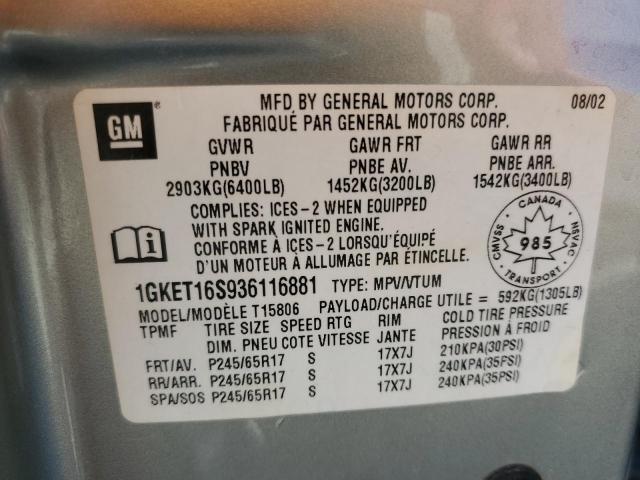 GM ®
MFD BY GENERAL MOTORS CORP. 08/02
FABRIQUÉ PAR GENERAL MOTORS CORP.
GVWR GAWR FRT GAWR RR
PNBV PNBE AV. PNBE ARR.
2903KG(6400LB) 1452KG(3200LB) 1542KG(3400LB)
COMPLIES: ICES-2 WHEN EQUIPPED
WITH SPARK IGNITED ENGINE.
CONFORME À ICES-2 LORSQU'ÉQUIPÉ
D'UN MOTEUR À ALLUMAGE PAR ÉTINCELLE.
CANADA
CMVSS 985 NSVAC
TRANSPORT
1GKET16S936116881 TYPE: MPV/VTUM
MODEL/MODÈLE T15806 PAYLOAD/CHARGE UTILE = 592KG(1305LB)
TPMF TIRE SIZE SPEED RTG RIM COLD TIRE PRESSURE
DIM. PNEU COTE VITESSE JANTE PRESSION À FROID
FRT/AV. P245/65R17 S 17X7J 210KPA(30PSI)
RR/ARR. P245/65R17 S 17X7J 240KPA(35PSI)
SPA/SOS P245/65R17 S 17X7J 240KPA(35PSI)